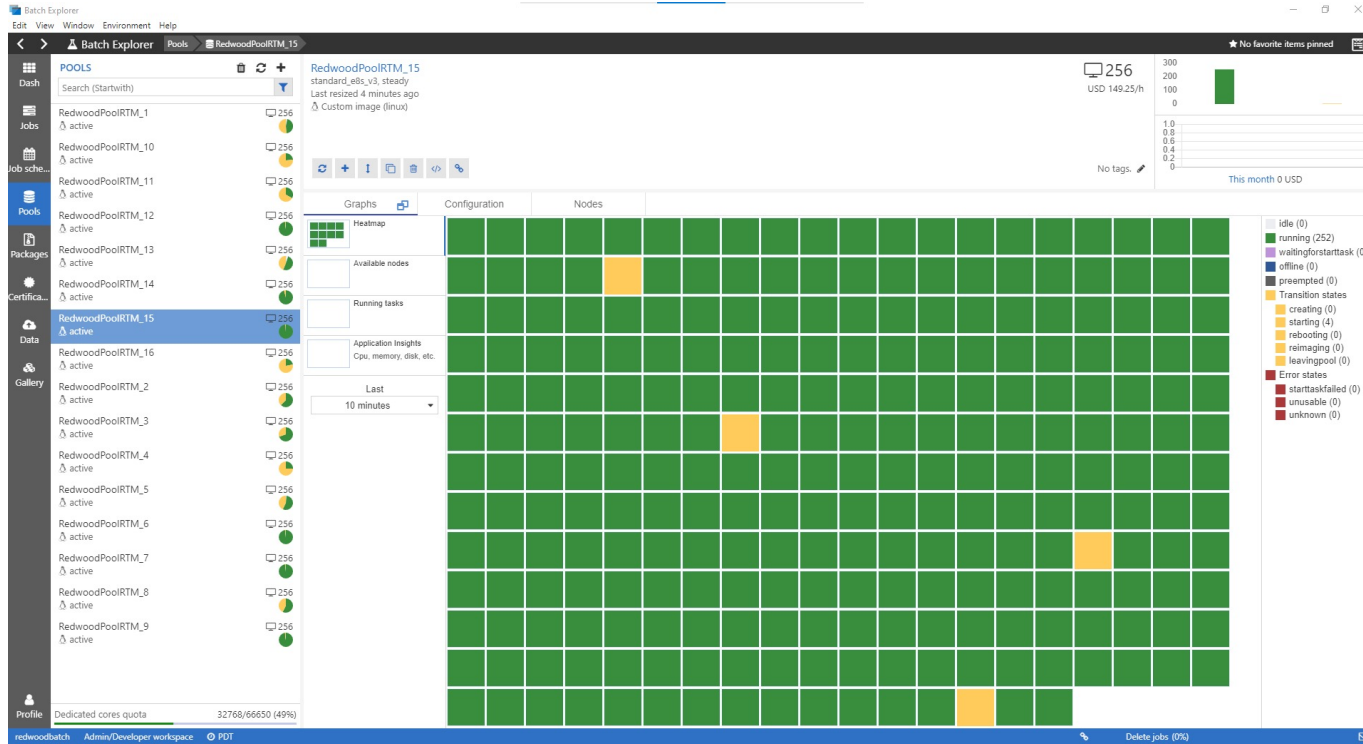 Batch Explorer
Edit View Window Environment Help
Batch Explorer Pools RedwoodPoolRTM_15
No favorite items pinned
Dash
Jobs
Job sche...
Pools
Packages
Certifica...
Data
Gallery
Profile
POOLS
Search (Startwith)
RedwoodPoolRTM_1 256
active
RedwoodPoolRTM_10 256
active
RedwoodPoolRTM_11 256
active
RedwoodPoolRTM_12 256
active
RedwoodPoolRTM_13 256
active
RedwoodPoolRTM_14 256
active
RedwoodPoolRTM_15 256
active
RedwoodPoolRTM_16 256
active
RedwoodPoolRTM_2 256
active
RedwoodPoolRTM_3 256
active
RedwoodPoolRTM_4 256
active
RedwoodPoolRTM_5 256
active
RedwoodPoolRTM_6 256
active
RedwoodPoolRTM_7 256
active
RedwoodPoolRTM_8 256
active
RedwoodPoolRTM_9 256
active
Dedicated cores quota 32768/66650 (49%)
RedwoodPoolRTM_15
standard_e8s_v3, steady
Last resized 4 minutes ago
Custom image (linux)
256
USD 149.25/h
No tags.
300
200
100
0
1.0
0.8
0.6
0.4
0.2
0
This month 0 USD
Graphs Configuration Nodes
Heatmap
Available nodes
Running tasks
Application Insights
Cpu, memory, disk, etc.
Last
10 minutes
idle (0)
running (252)
waitingforstarttask (0
offline (0)
preempted (0)
Transition states
creating (0)
starting (4)
rebooting (0)
reimaging (0)
leavingpool (0)
Error states
starttaskfailed (0)
unusable (0)
unknown (0)
redwoodbatch Admin/Developer workspace PDT Delete jobs (0%)